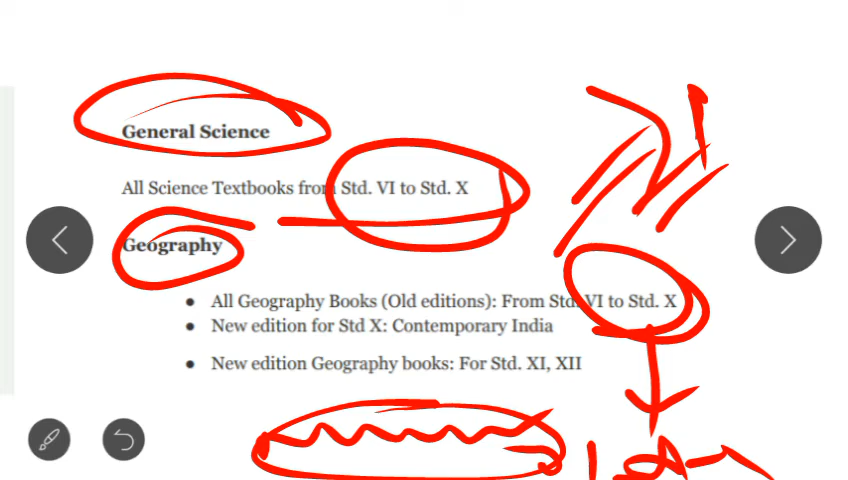 General Science
All Science Textbooks from Std. VI to Std. X
Geography
● All Geography Books (Old editions): From Std. VI to Std. X
● New edition for Std X: Contemporary India
● New edition Geography books: For Std. XI, XII